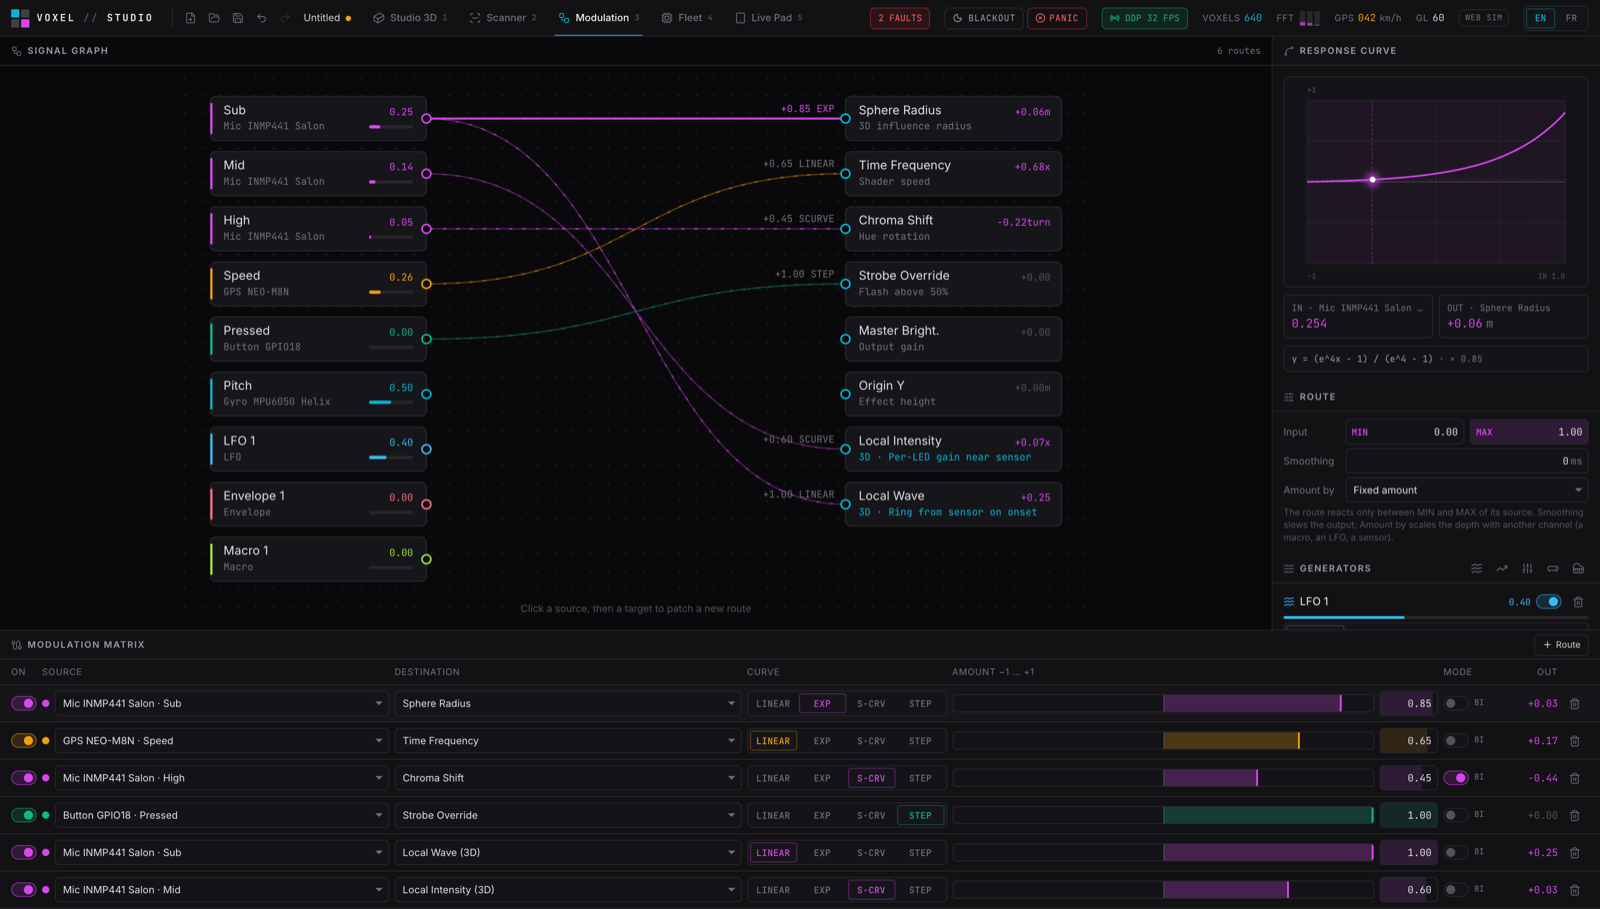 VOXEL // STUDIO
Untitled
Studio 3D 1
Scanner 2
Modulation 3
Fleet 4
Live Pad 5
2 FAULTS
BLACKOUT
PANIC
DDP 32 FPS
VOXELS 640
FFT
GPS 042 km/h
GL 60
WEB SIM
EN
FR
SIGNAL GRAPH
6 routes
Sub 0.25
Mic INMP441 Salon
Mid 0.14
Mic INMP441 Salon
High 0.05
Mic INMP441 Salon
Speed 0.26
GPS NEO-M8N
Pressed 0.00
Button GPIO18
Pitch 0.50
Gyro MPU6050 Helix
LFO 1 0.40
LFO
Envelope 1 0.00
Envelope
Macro 1 0.00
Macro
+0.85 EXP
+0.65 LINEAR
+0.45 SCURVE
+1.00 STEP
+0.60 SCURVE
+1.00 LINEAR
Sphere Radius +0.06m
3D influence radius
Time Frequency +0.68x
Shader speed
Chroma Shift -0.22turn
Hue rotation
Strobe Override +0.00
Flash above 50%
Master Bright. +0.00
Output gain
Origin Y +0.00m
Effect height
Local Intensity +0.07x
3D · Per-LED gain near sensor
Local Wave +0.25
3D · Ring from sensor on onset
Click a source, then a target to patch a new route
RESPONSE CURVE
+1
-1 IN 1.0
IN · Mic INMP441 Salon …
0.254
OUT · Sphere Radius
+0.06 m
y = (e^4x - 1) / (e^4 - 1) · × 0.85
ROUTE
Input MIN 0.00 MAX 1.00
Smoothing 0 ms
Amount by Fixed amount
The route reacts only between MIN and MAX of its source. Smoothing
slews the output; Amount by scales the depth with another channel (a
macro, an LFO, a sensor).
GENERATORS
LFO 1 0.40
MODULATION MATRIX
+ Route
ON SOURCE DESTINATION CURVE AMOUNT −1 … +1 MODE OUT
Mic INMP441 Salon · Sub Sphere Radius LINEAR EXP S-CRV STEP 0.85 BI +0.03
GPS NEO-M8N · Speed Time Frequency LINEAR EXP S-CRV STEP 0.65 BI +0.17
Mic INMP441 Salon · High Chroma Shift LINEAR EXP S-CRV STEP 0.45 BI -0.44
Button GPIO18 · Pressed Strobe Override LINEAR EXP S-CRV STEP 1.00 BI +0.00
Mic INMP441 Salon · Sub Local Wave (3D) LINEAR EXP S-CRV STEP 1.00 BI +0.25
Mic INMP441 Salon · Mid Local Intensity (3D) LINEAR EXP S-CRV STEP 0.60 BI +0.03